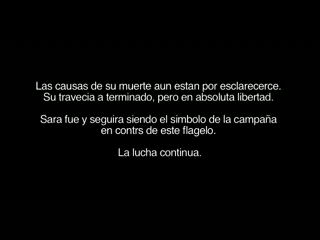 Las causas de su muerte aun estan por esclarecerce.
Su travecia a terminado, pero en absoluta libertad.
Sara fue y seguira siendo el simbolo de la campaña
en contrs de este flagelo.
La lucha continua.